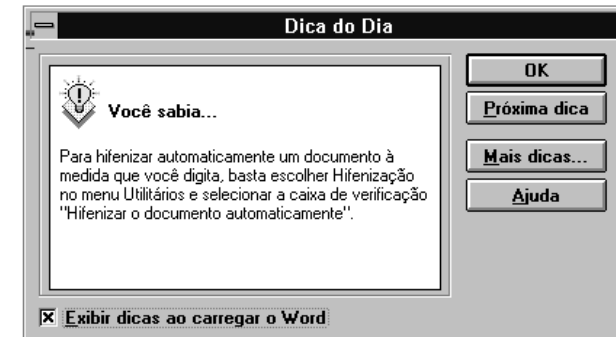 Dica do Dia
Você sabia...
Para hifenizar automaticamente um documento à
medida que você digita, basta escolher Hifenização
no menu Utilitários e selecionar a caixa de verificação
"Hifenizar o documento automaticamente".
OK
Próxima dica
Mais dicas...
Ajuda
Exibir dicas ao carregar o Word